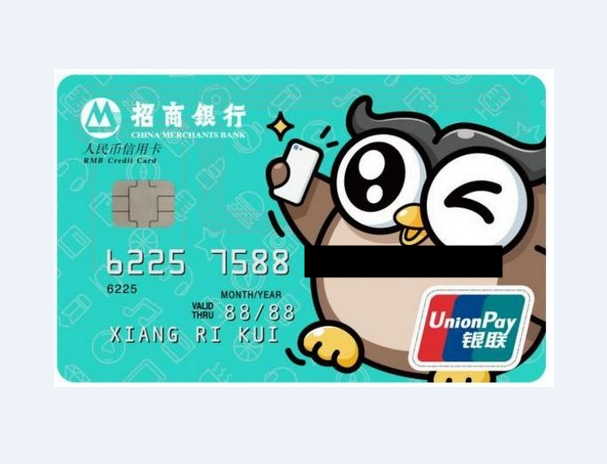 招商银行
CHINA MERCHANTS BANK
人民币信用卡
RMB Credit Card
6225 7588
6225
MONTH/YEAR
VALID THRU 88/88
XIANG RI KUI
UnionPay
银联